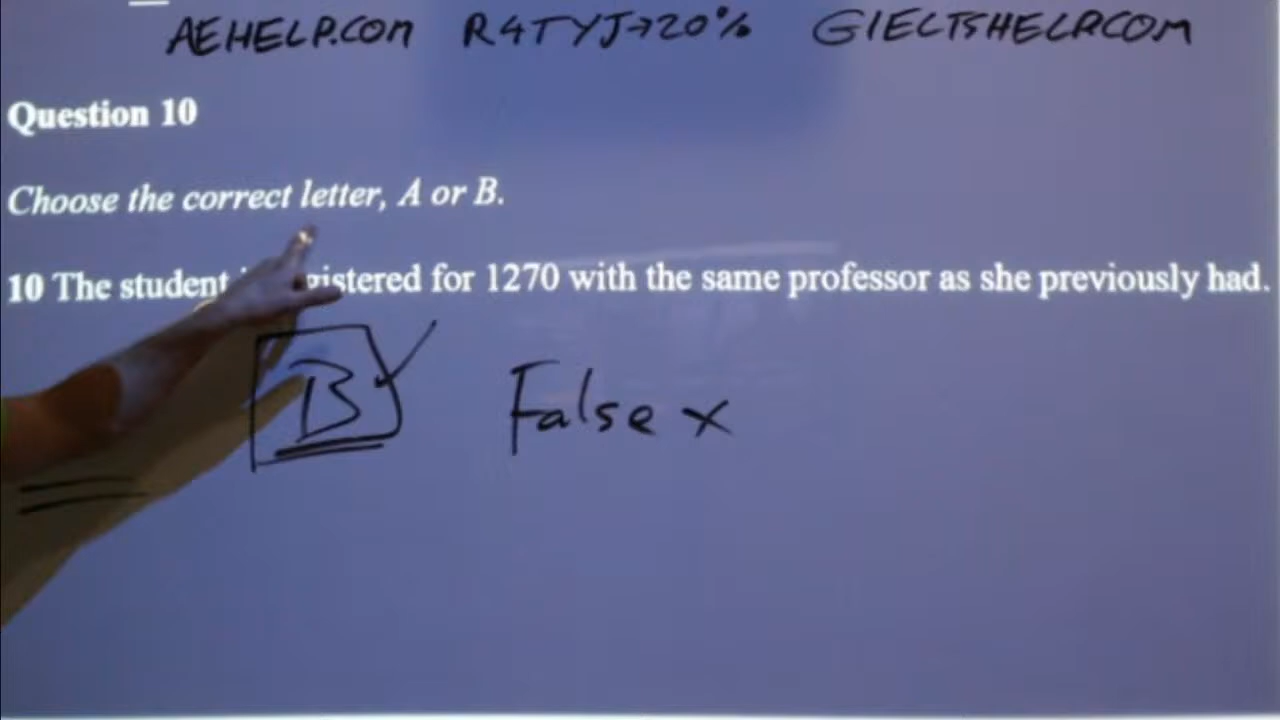 AEHELP.COM R4TYJ→20% GIELTSHELP.COM
Question 10
Choose the correct letter, A or B.
10 The student registered for 1270 with the same professor as she previously had.
B ✓ False x